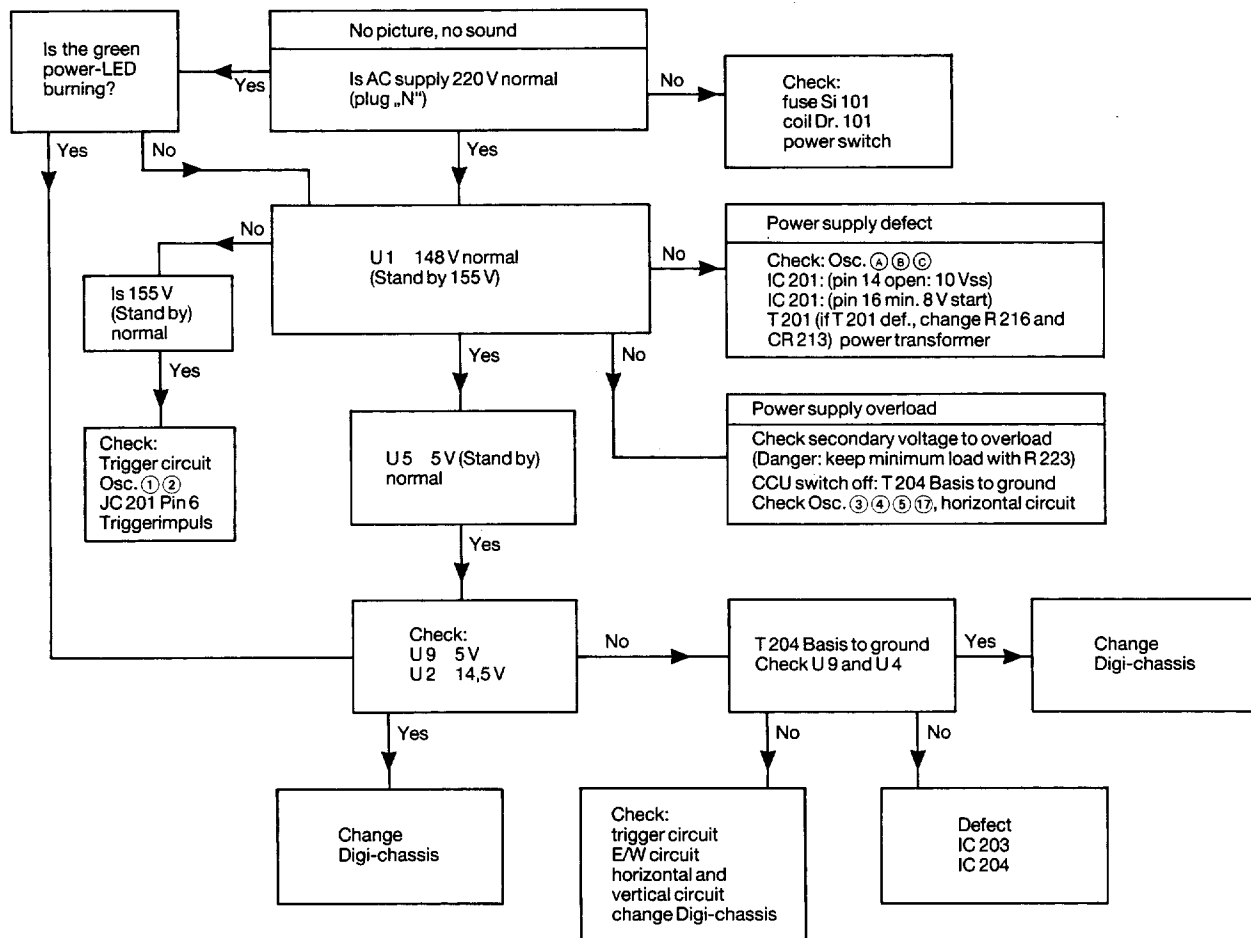 No picture, no sound
Is the green
power-LED
burning?
Yes
Is AC supply 220 V normal
(plug „N“)
No
Check:
fuse Si 101
coil Dr. 101
power switch
Yes
No
Yes
No
U 1 148 V normal
(Stand by 155 V)
No
Power supply defect
Check: Osc. Ⓐ Ⓑ Ⓒ
IC 201: (pin 14 open: 10 Vss)
IC 201: (pin 16 min. 8 V start)
T 201 (if T 201 def., change R 216 and
CR 213) power transformer
Is 155 V
(Stand by)
normal
Yes
Yes
No
Check:
Trigger circuit
Osc. ① ②
JC 201 Pin 6
Triggerimpuls
U 5 5 V (Stand by)
normal
Power supply overload
Check secondary voltage to overload
(Danger: keep minimum load with R 223)
CCU switch off: T 204 Basis to ground
Check Osc. ③ ④ ⑤ ⑰, horizontal circuit
Yes
Check:
U 9 5 V
U 2 14,5 V
No
T 204 Basis to ground
Check U 9 and U 4
Yes
Change
Digi-chassis
Yes
No
No
Change
Digi-chassis
Check:
trigger circuit
E/W circuit
horizontal and
vertical circuit
change Digi-chassis
Defect
IC 203
IC 204